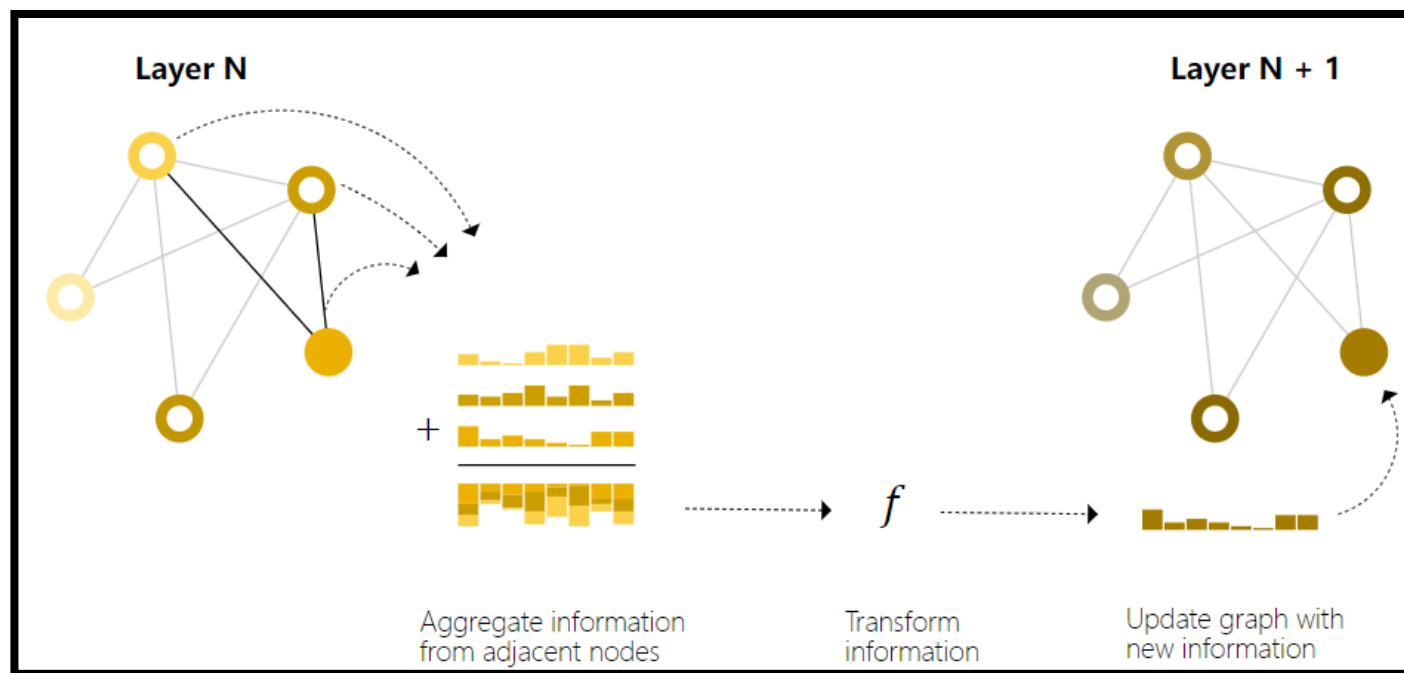 Layer N
Layer N + 1
+
f
Aggregate information
from adjacent nodes
Transform
information
Update graph with
new information